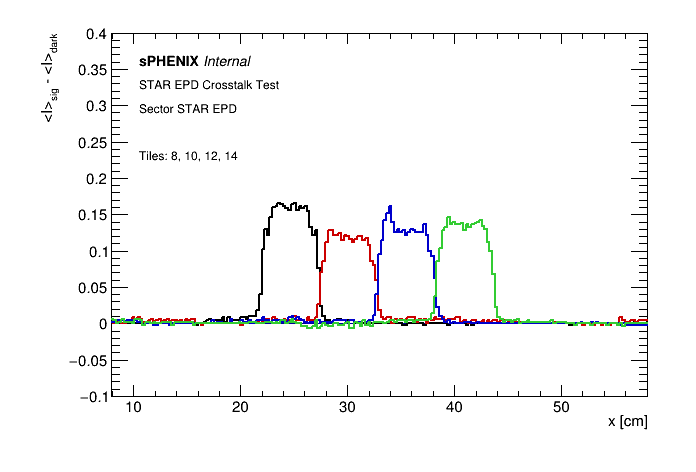 <I>sig - <I>dark
0.4
0.35
0.3
0.25
0.2
0.15
0.1
0.05
0
−0.05
−0.1
sPHENIX Internal
STAR EPD Crosstalk Test
Sector STAR EPD
Tiles: 8, 10, 12, 14
10 20 30 40 50
x [cm]